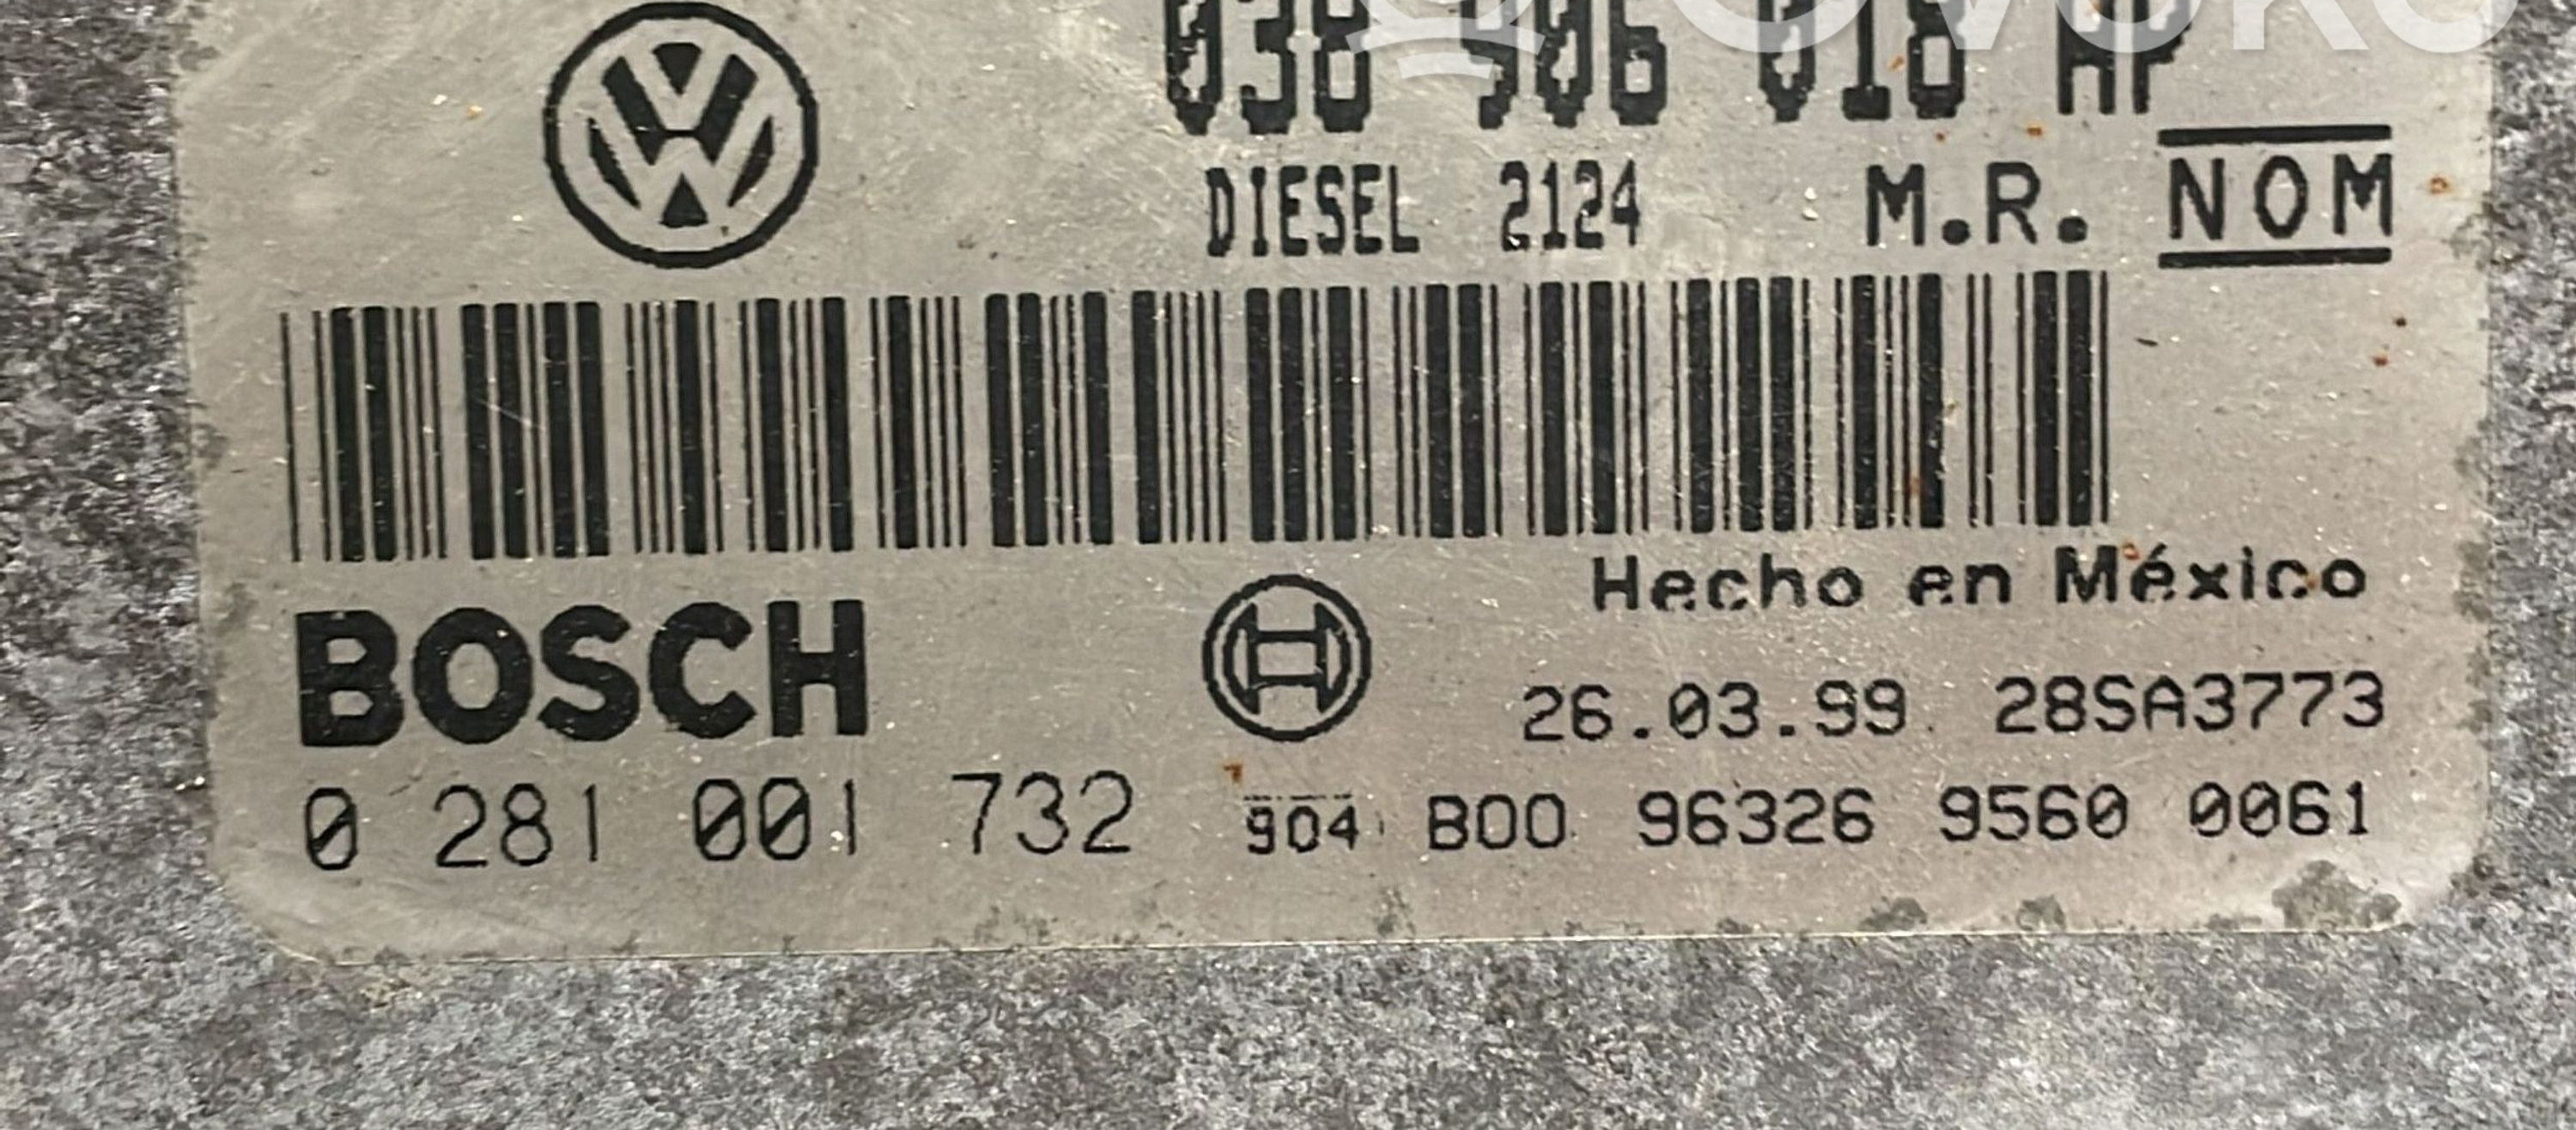 038 906 018 AP
DIESEL 2124 M.R. NOM
Hecho en México
BOSCH
26.03.99 28SA3773
0 281 001 732 904 B00 96326 9560 0061